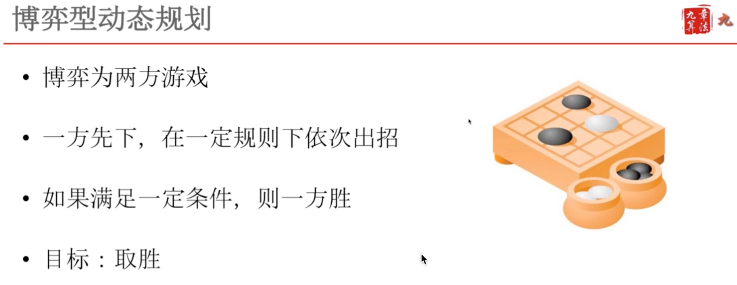 博弈型动态规划
九章算法
九
• 博弈为两方游戏
• 一方先下，在一定规则下依次出招
• 如果满足一定条件，则一方胜
• 目标：取胜